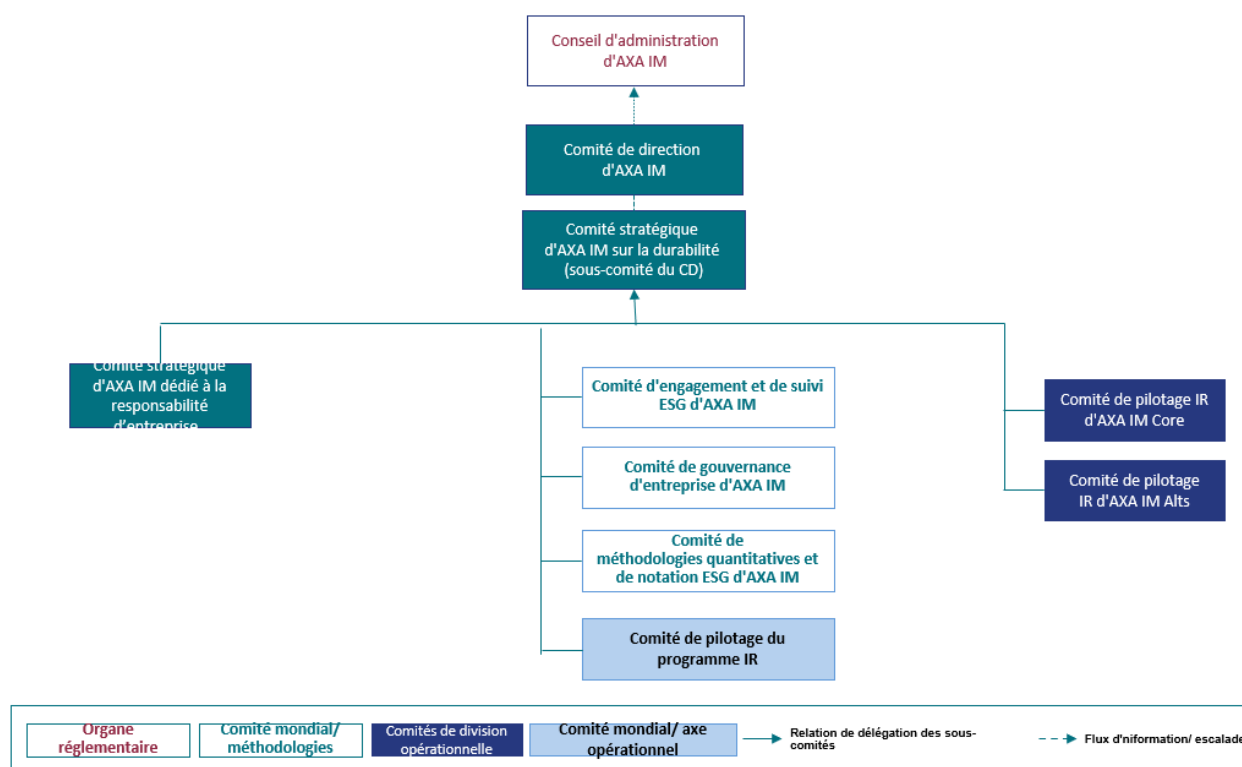 Conseil d'administration
d'AXA IM
Comité de direction
d'AXA IM
Comité stratégique
d'AXA IM sur la durabilité
(sous-comité du CD)
Comité stratégique
d'AXA IM dédié à la
responsabilité
d’entreprise
Comité d'engagement et de suivi
ESG d'AXA IM
Comité de gouvernance
d'entreprise d'AXA IM
Comité de
méthodologies quantitatives et
de notation ESG d'AXA IM
Comité de pilotage du
programme IR
Comité de pilotage IR
d'AXA IM Core
Comité de pilotage
IR d'AXA IM Alts
Organe
réglementaire
Comité mondial/
méthodologies
Comités de division
opérationnelle
Comité mondial/ axe
opérationnel
Relation de délégation des sous-
comités
Flux d'niformation/ escalade